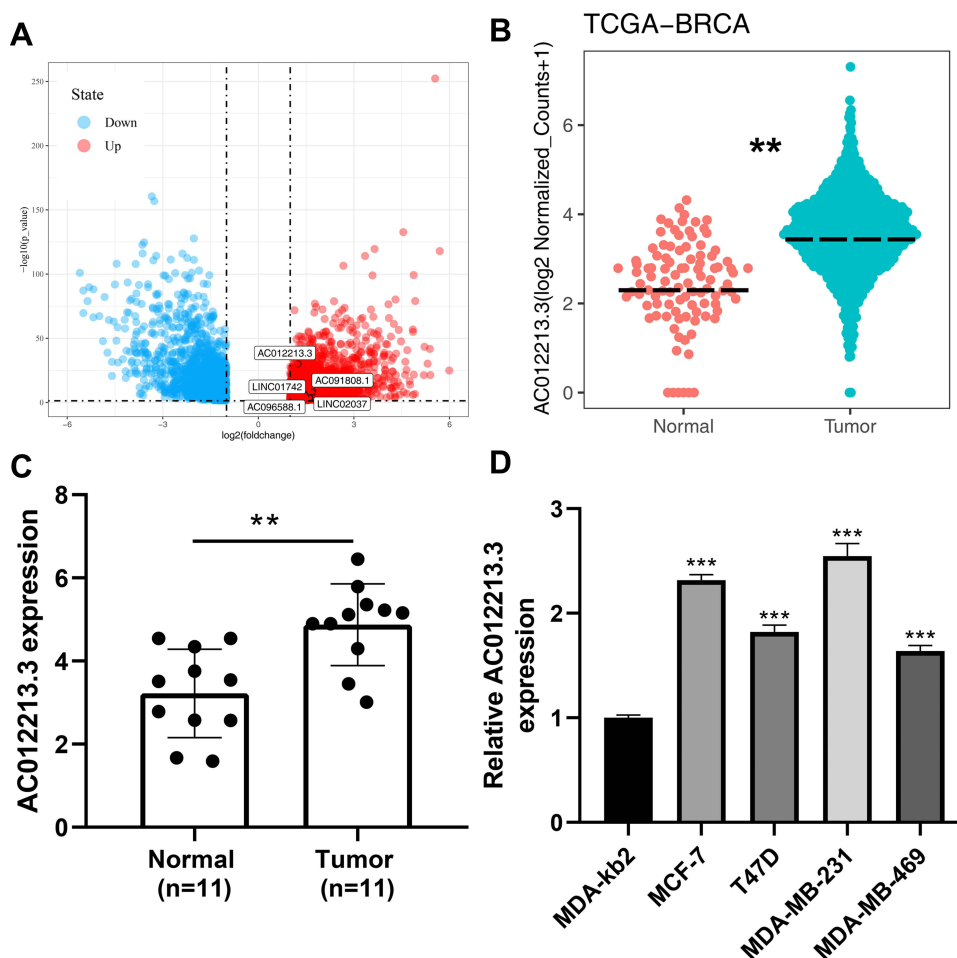 A
250
200
150
100
50
0
−log10(p_value)
State
Down
Up
AC012213.3
AC091808.1
LINC01742
AC096588.1
LINC02037
−6
−3
0
3
6
log2(foldchange)
B
TCGA−BRCA
AC012213.3(log2 Normalized_Counts+1)
6
4
2
0
**
Normal
Tumor
C
AC012213.3 expression
8
6
4
2
0
**
Normal
(n=11)
Tumor
(n=11)
D
Relative AC0122213.3
expression
3
2
1
0
***
***
***
***
MDA-kb2
MCF-7
T47D
MDA-MB-231
MDA-MB-469